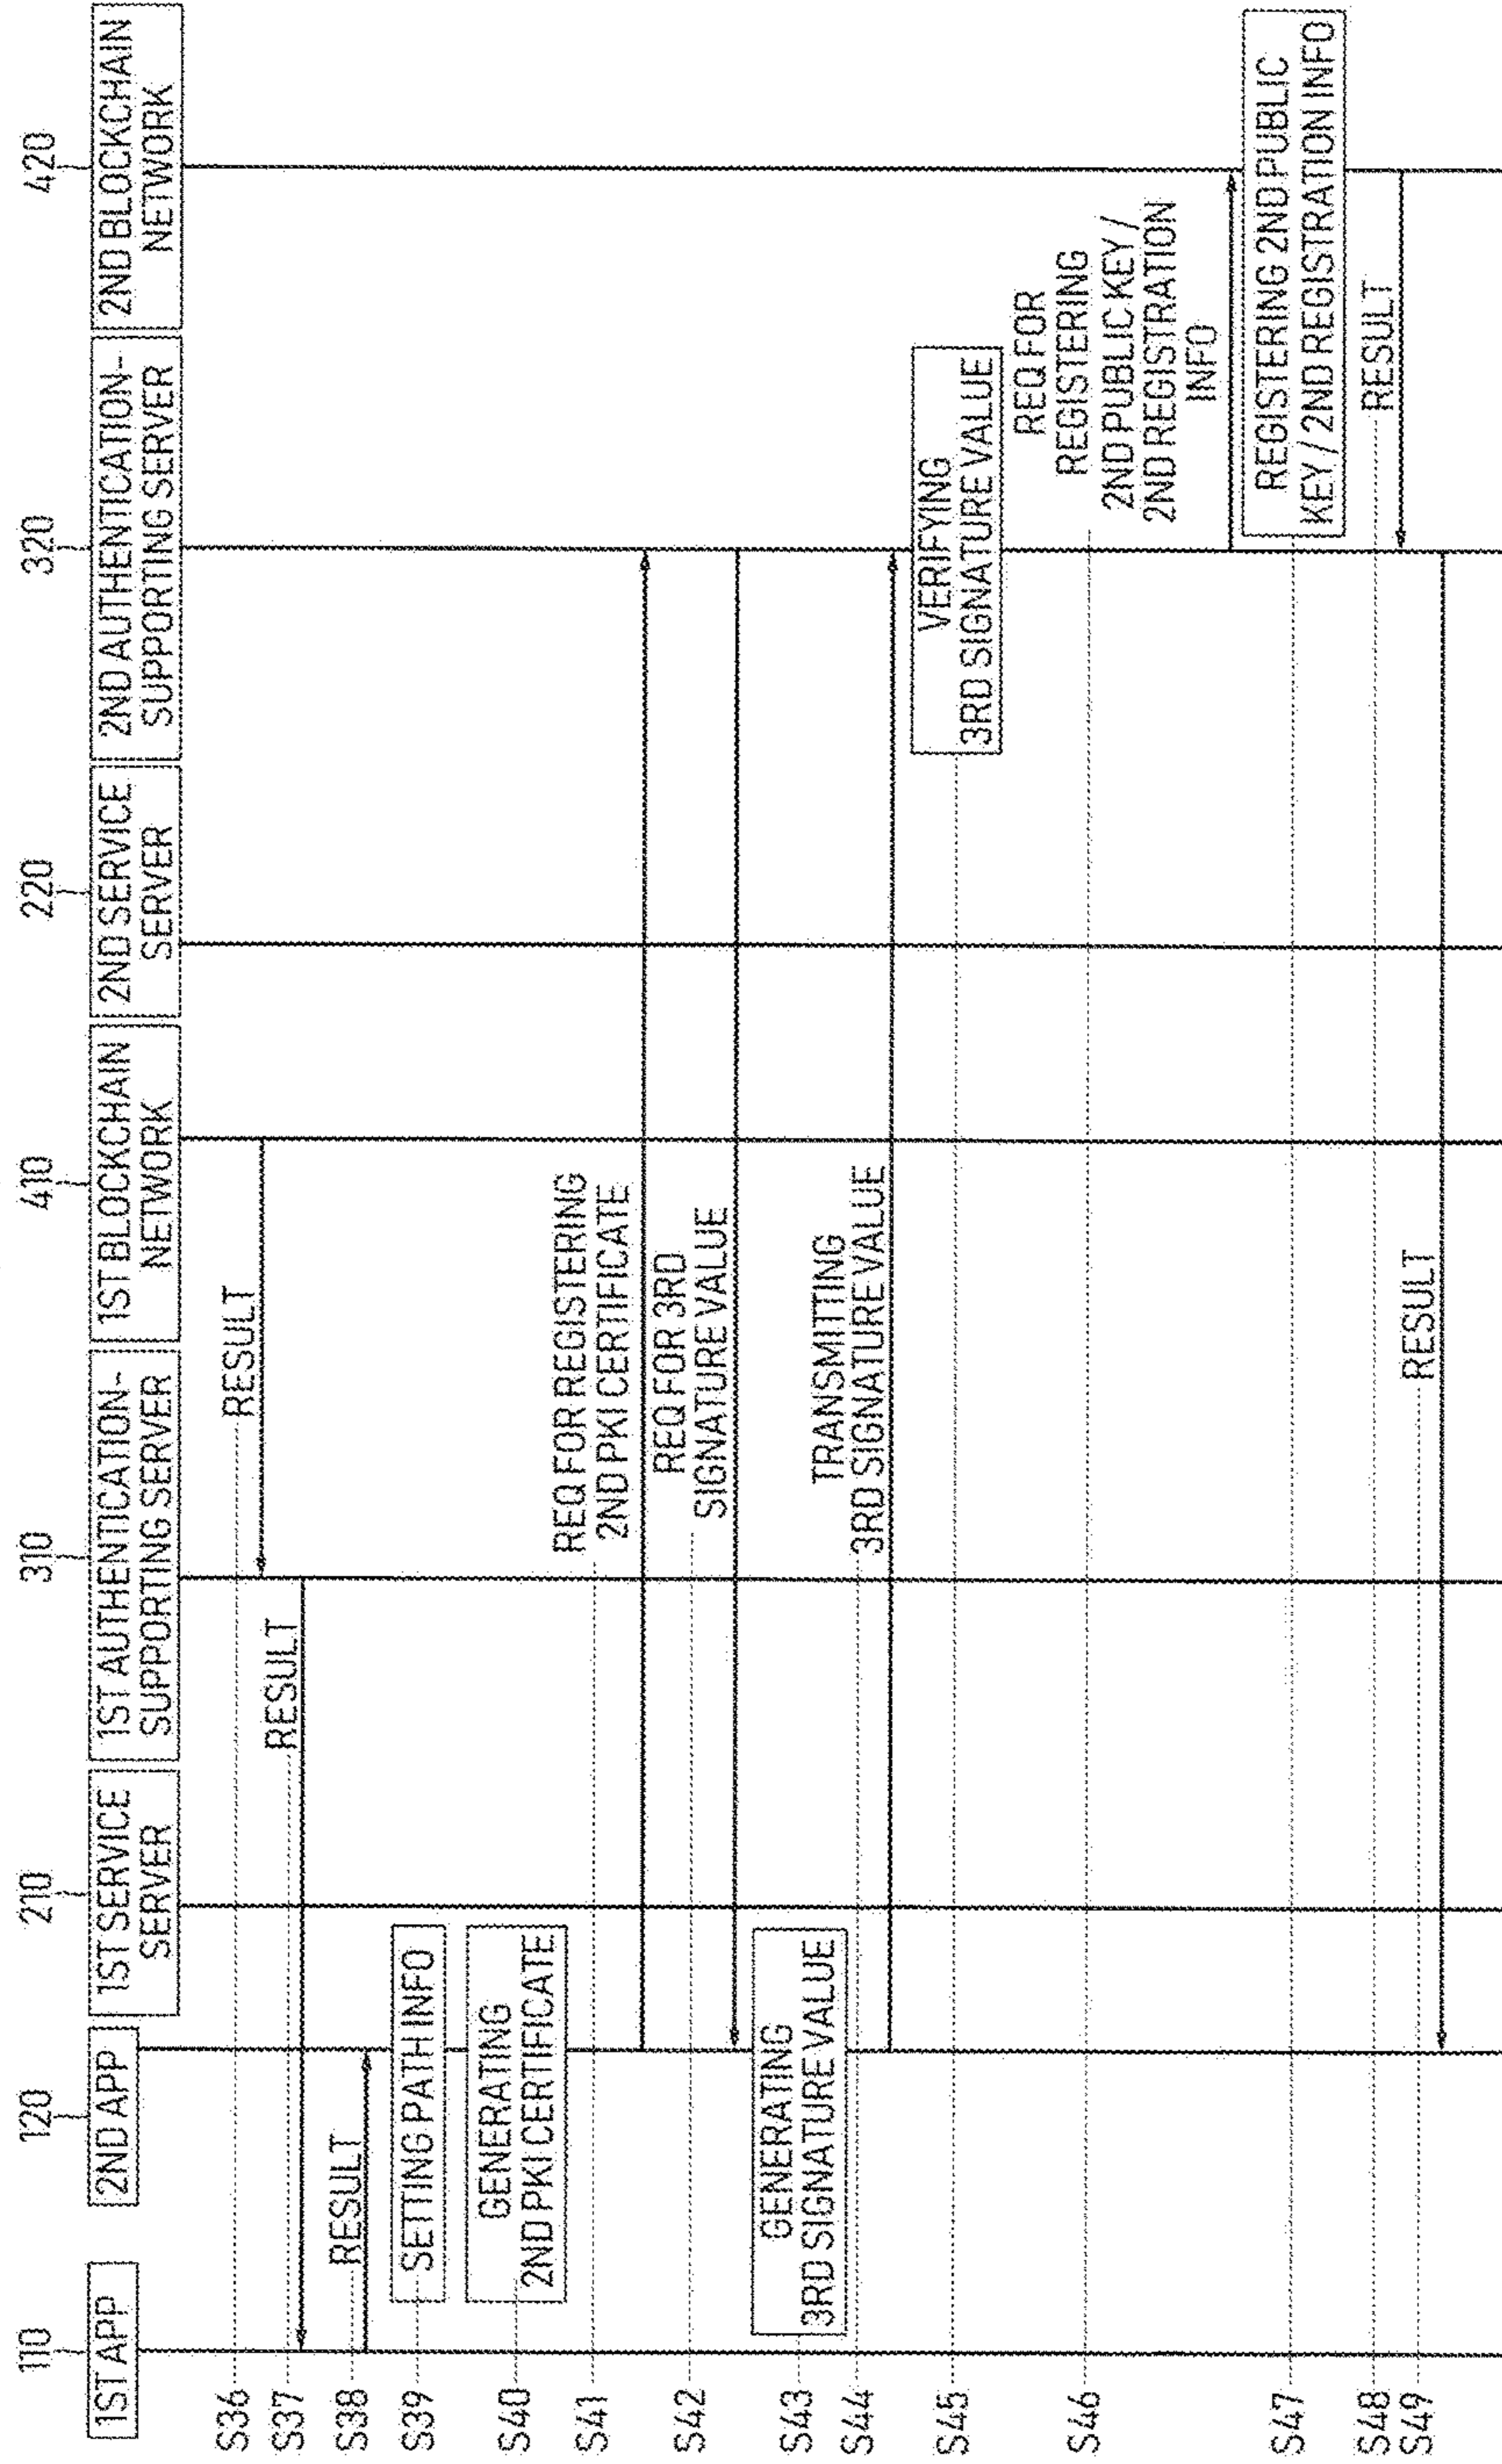 110
120
210
310
410
220
320
420
1ST APP
2ND APP
1ST SERVICE
SERVER
1ST AUTHENTICATION-
SUPPORTING SERVER
1ST BLOCKCHAIN
NETWORK
2ND SERVICE
SERVER
2ND AUTHENTICATION-
SUPPORTING SERVER
2ND BLOCKCHAIN
NETWORK
S36
RESULT
S37
RESULT
S38
RESULT
S39
SETTING PATH INFO
S40
GENERATING
2ND PKI CERTIFICATE
S41
REQ FOR REGISTERING
2ND PKI CERTIFICATE
S42
REQ FOR 3RD
SIGNATURE VALUE
S43
GENERATING
3RD SIGNATURE VALUE
S44
TRANSMITTING
3RD SIGNATURE VALUE
S45
VERIFYING
3RD SIGNATURE VALUE
S46
REQ FOR
REGISTERING
2ND PUBLIC KEY /
2ND REGISTRATION
INFO
S47
REGISTERING 2ND PUBLIC
KEY / 2ND REGISTRATION INFO
S48
RESULT
S49
RESULT